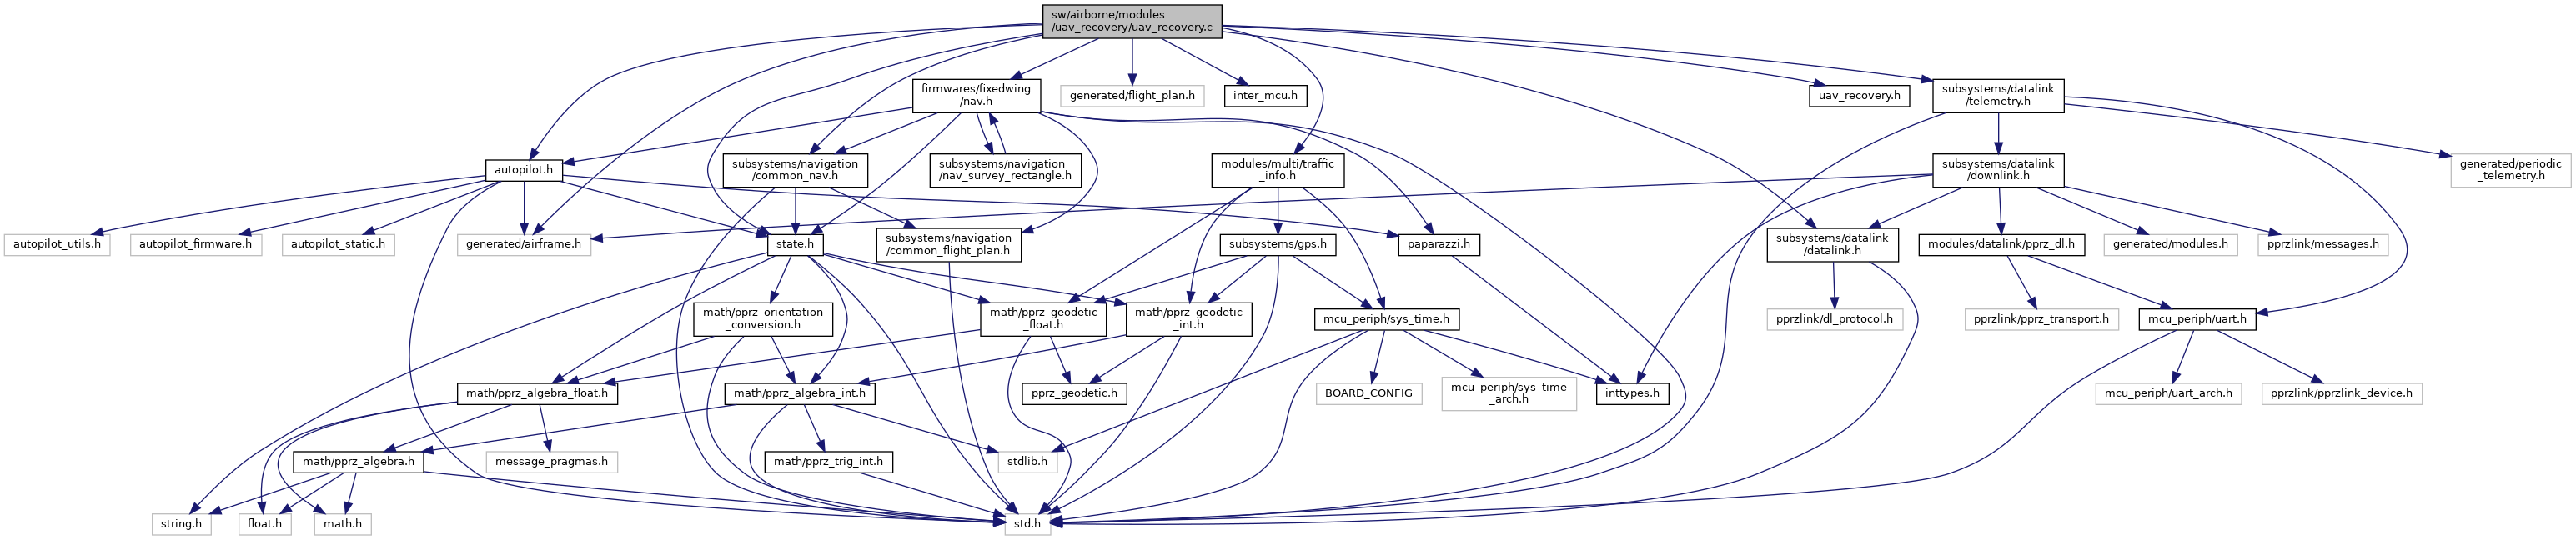 sw/airborne/modules
/uav_recovery/uav_recovery.c
firmwares/fixedwing
/nav.h
generated/flight_plan.h
inter_mcu.h
uav_recovery.h
subsystems/datalink
/telemetry.h
autopilot.h
subsystems/navigation
/common_nav.h
subsystems/navigation
/nav_survey_rectangle.h
modules/multi/traffic
_info.h
subsystems/datalink
/downlink.h
generated/periodic
_telemetry.h
autopilot_utils.h
autopilot_firmware.h
autopilot_static.h
generated/airframe.h
state.h
subsystems/navigation
/common_flight_plan.h
subsystems/gps.h
paparazzi.h
subsystems/datalink
/datalink.h
modules/datalink/pprz_dl.h
generated/modules.h
pprzlink/messages.h
math/pprz_orientation
_conversion.h
math/pprz_geodetic
_float.h
math/pprz_geodetic
_int.h
mcu_periph/sys_time.h
pprzlink/dl_protocol.h
pprzlink/pprz_transport.h
mcu_periph/uart.h
math/pprz_algebra_float.h
math/pprz_algebra_int.h
pprz_geodetic.h
BOARD_CONFIG
mcu_periph/sys_time
_arch.h
inttypes.h
mcu_periph/uart_arch.h
pprzlink/pprzlink_device.h
math/pprz_algebra.h
message_pragmas.h
math/pprz_trig_int.h
stdlib.h
string.h
float.h
math.h
std.h